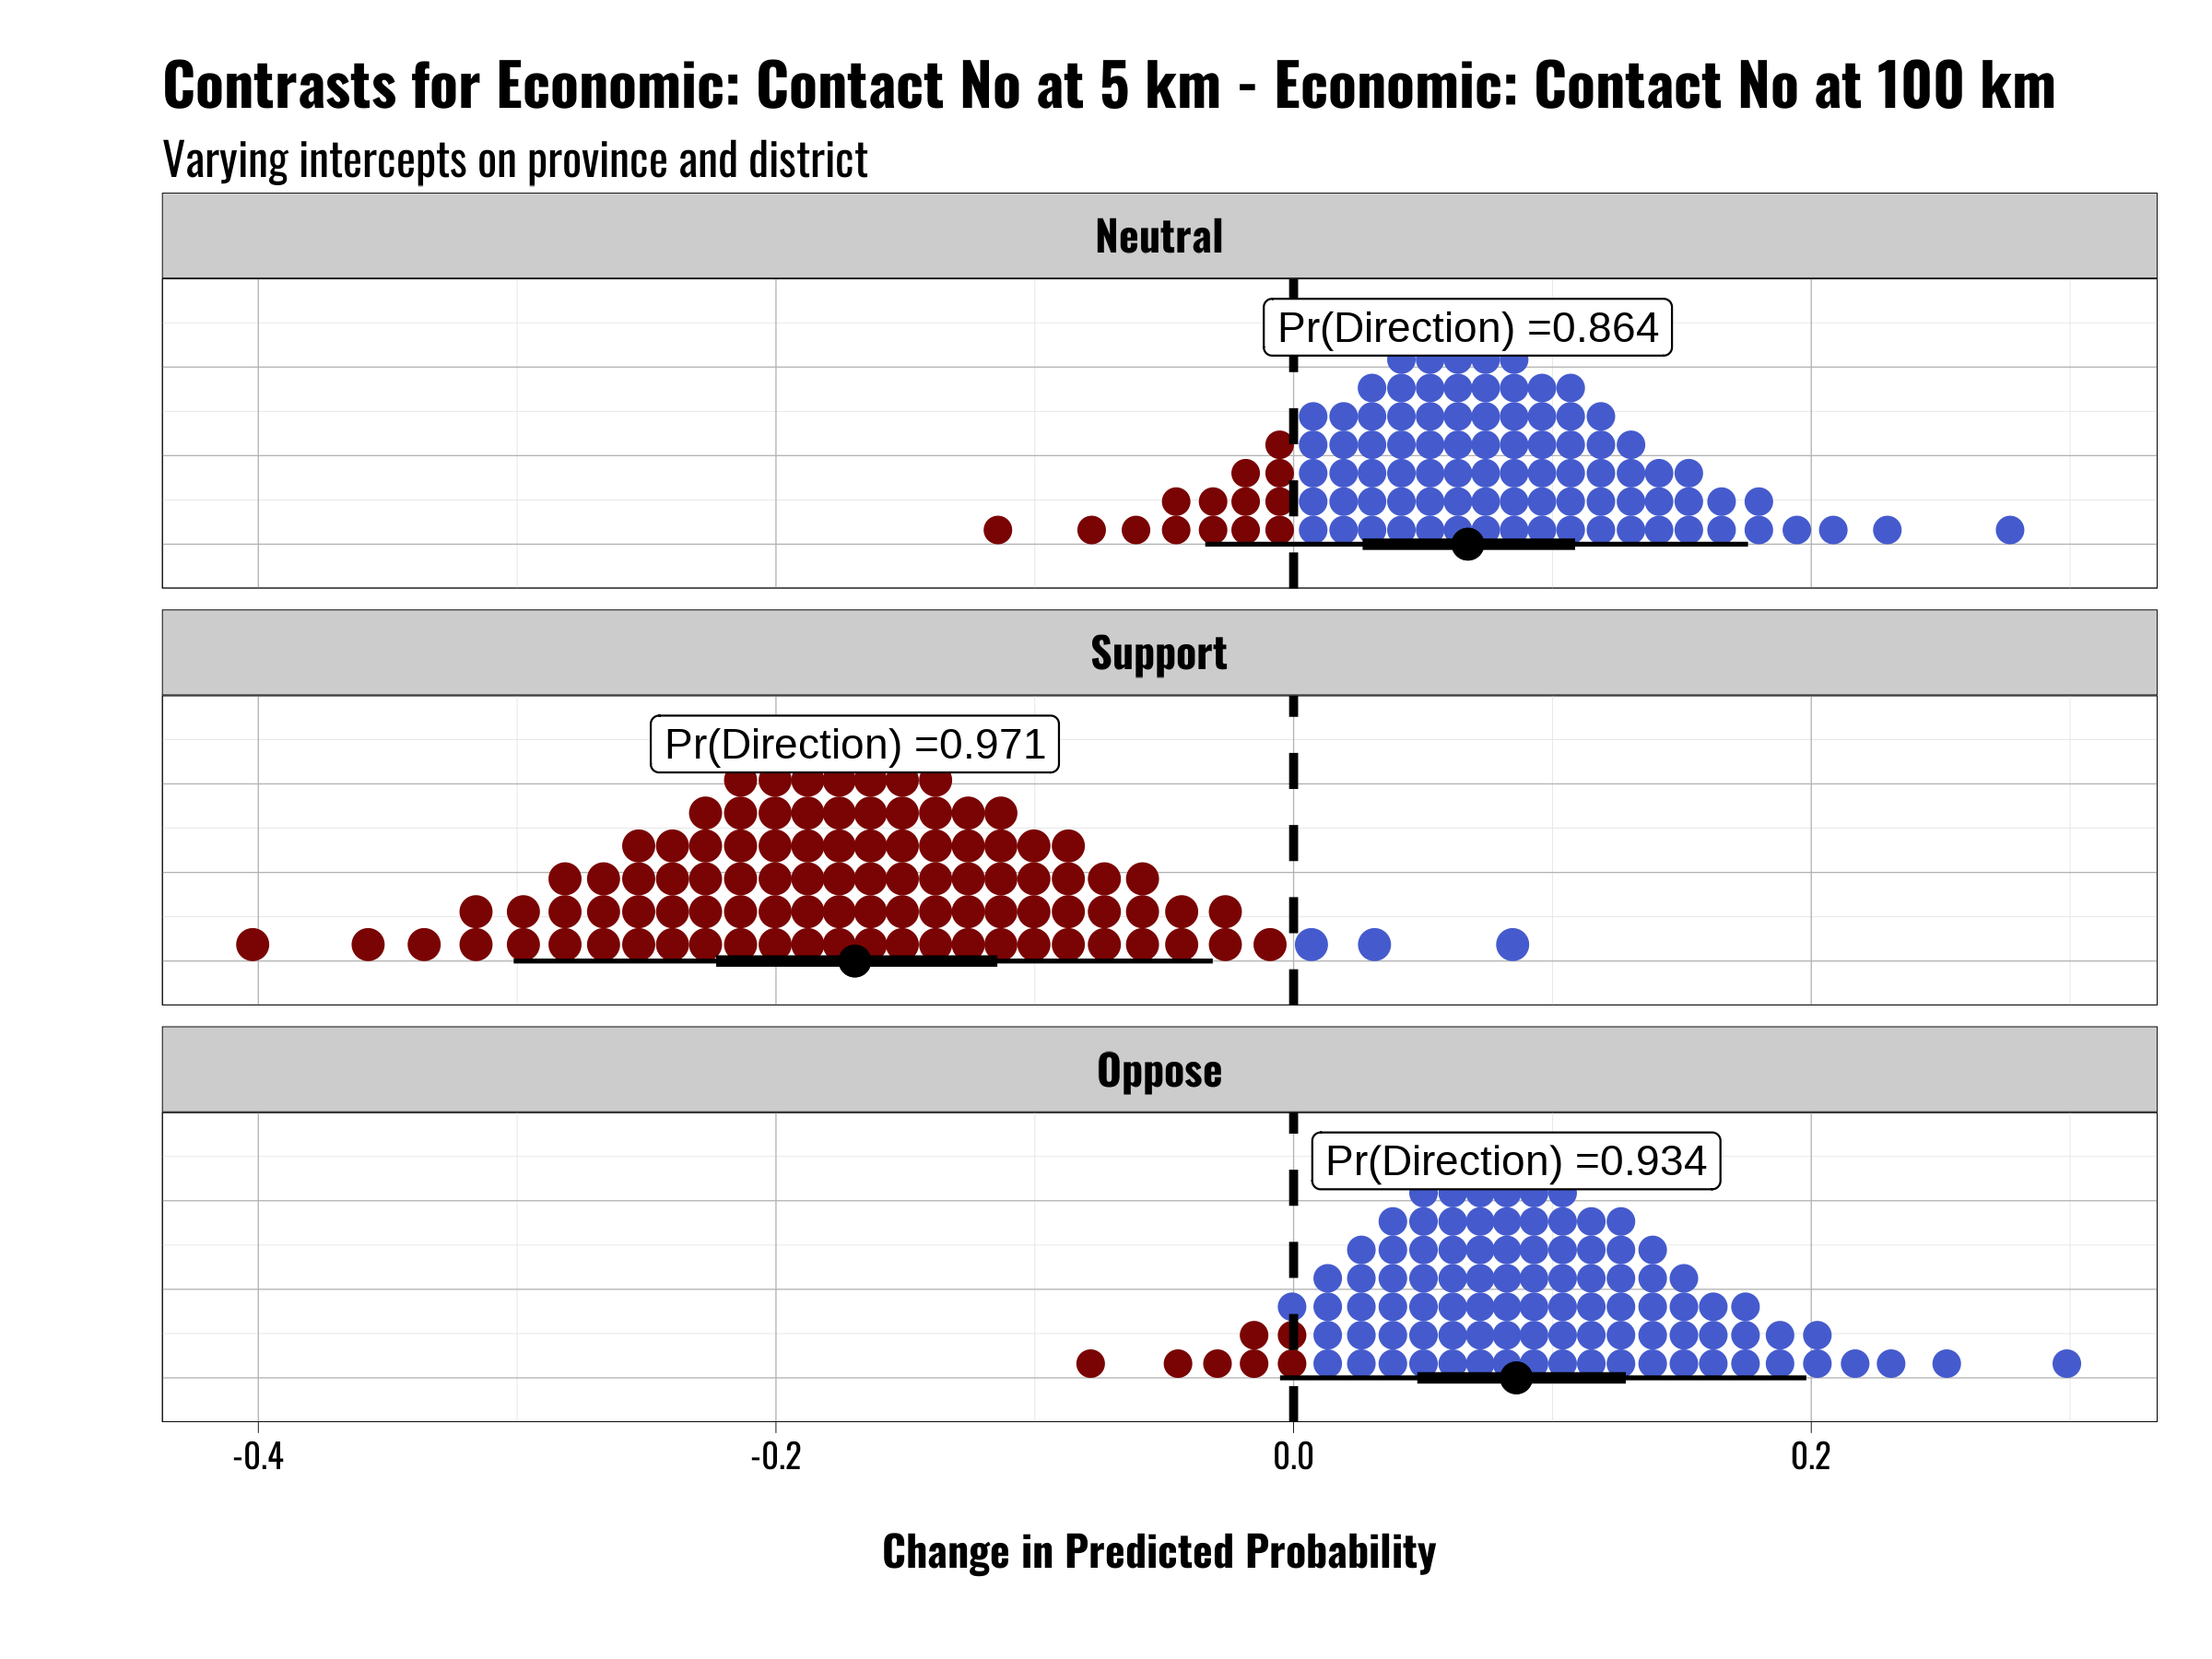 Contrasts for Economic: Contact No at 5 km - Economic: Contact No at 100 km
Varying intercepts on province and district
Neutral
Pr(Direction) =0.864
Support
Pr(Direction) =0.971
Oppose
Pr(Direction) =0.934
-0.4 -0.2 0.0 0.2
Change in Predicted Probability